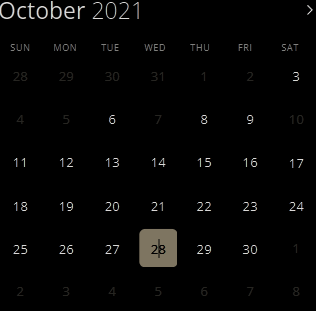 October 2021
SUN MON TUE WED THU FRI SAT
28 29 30 31 1 2 3
4 5 6 7 8 9 10
11 12 13 14 15 16 17
18 19 20 21 22 23 24
25 26 27 28 29 30 1
2 3 4 5 6 7 8